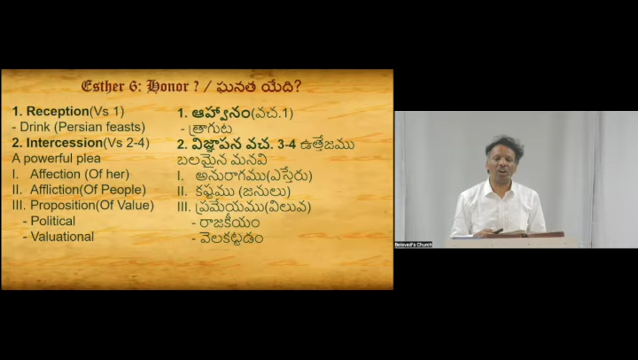 Esther 6: Honor ? / ఘనత యేది?
1. Reception(Vs 1)
- Drink (Persian feasts)
2. Intercession(Vs 2-4)
A powerful plea
I. Affection (Of her)
II. Affliction(Of People)
III. Proposition(Of Value)
- Political
- Valuational
1. ఆహ్వానం(వచ.1)
- త్రాగుట
2. విజ్ఞాపన వచ. 3-4 ఉత్తేజము
బలమైన మనవి
I. అనురాగము(ఎస్తేరు)
II. కష్టము (జనులు)
III. ప్రమేయము(విలువ)
- రాజకీయం
- వెలకట్టడం
Beloved's Church